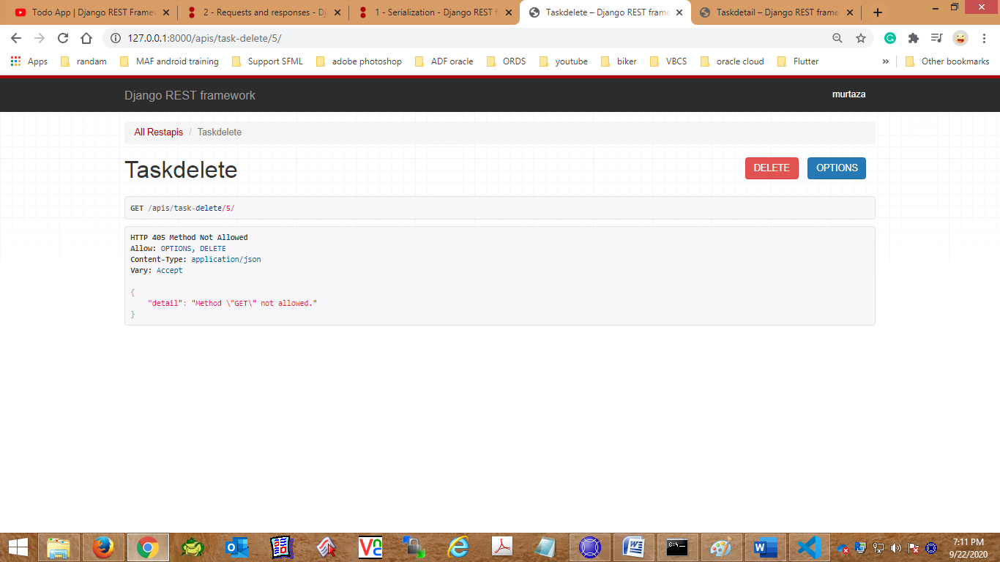 Todo App | Django REST Frame
2 - Requests and responses - Dj
1 - Serialization - Django REST f
Taskdelete – Django REST frame
Taskdetail – Django REST frame
127.0.0.1:8000/apis/task-delete/5/
Apps
randam
MAF android training
Support SFML
adobe photoshop
ADF oracle
ORDS
youtube
biker
VBCS
oracle cloud
Flutter
»
Other bookmarks
Django REST framework
murtaza
All Restapis / Taskdelete
Taskdelete
DELETE
OPTIONS
GET /apis/task-delete/5/
HTTP 405 Method Not Allowed
Allow: OPTIONS, DELETE
Content-Type: application/json
Vary: Accept
{
    "detail": "Method \"GET\" not allowed."
}
7:11 PM
9/22/2020